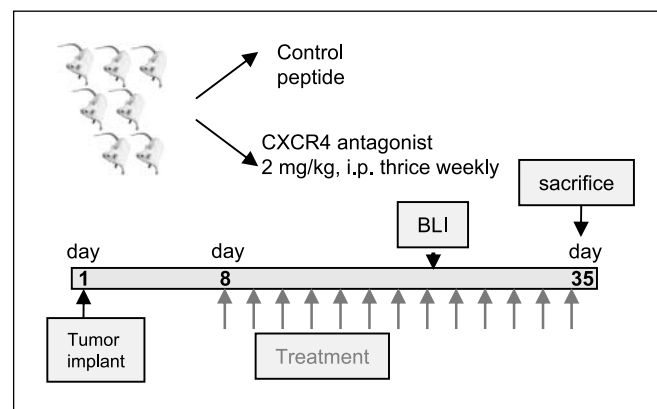 Control
peptide
CXCR4 antagonist
2 mg/kg, i.p. thrice weekly
sacrifice
BLI
day
day
day
1
8
35
Tumor
implant
Treatment